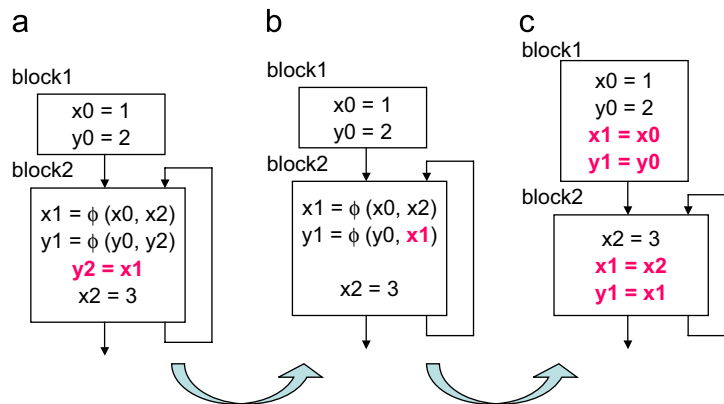 a
block1
x0 = 1
y0 = 2
block2
x1 = ϕ (x0, x2)
y1 = ϕ (y0, y2)
y2 = x1
x2 = 3
b
block1
x0 = 1
y0 = 2
block2
x1 = ϕ (x0, x2)
y1 = ϕ (y0, x1)
x2 = 3
c
block1
x0 = 1
y0 = 2
x1 = x0
y1 = y0
block2
x2 = 3
x1 = x2
y1 = x1